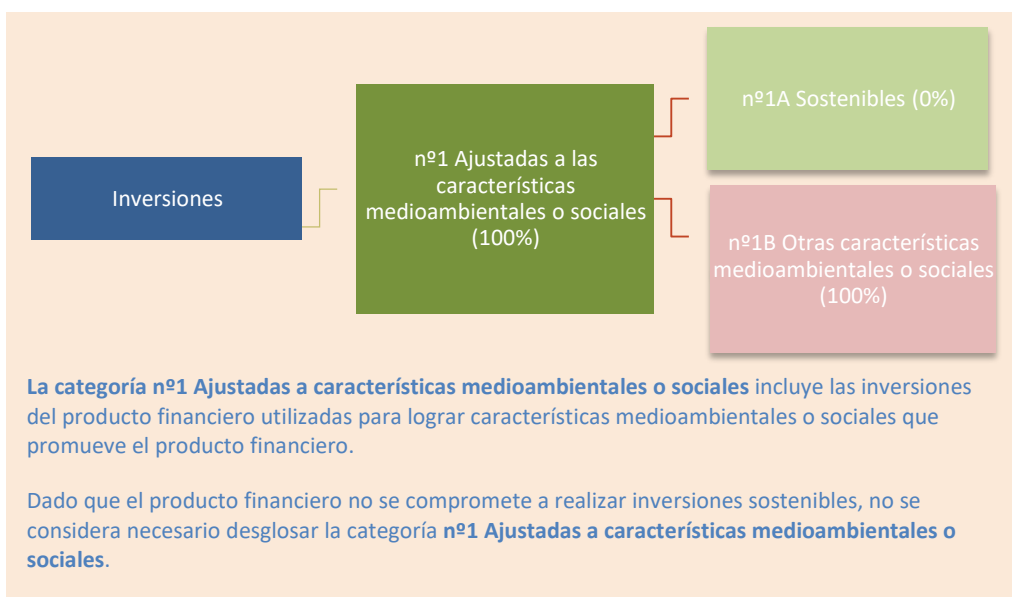 Inversiones
nº1 Ajustadas a las
características
medioambientales o sociales
(100%)
nº1A Sostenibles (0%)
nº1B Otras características
medioambientales o sociales
(100%)
La categoría nº1 Ajustadas a características medioambientales o sociales incluye las inversiones
del producto financiero utilizadas para lograr características medioambientales o sociales que
promueve el producto financiero.
Dado que el producto financiero no se compromete a realizar inversiones sostenibles, no se
considera necesario desglosar la categoría nº1 Ajustadas a características medioambientales o
sociales.